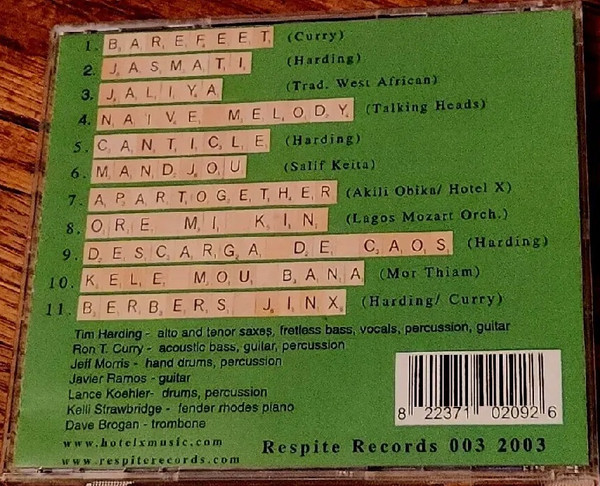 1. BAREFEET (Curry)
2. JASMATI (Harding)
3. JALIYA (Trad. West African)
4. NAIVE MELODY (Talking Heads)
5. CANTICLE (Harding)
6. MANDJOU (Salif Keita)
7. APARTOGETHER (Akili Obika/ Hotel X)
8. ORE MI KIN (Lagos Mozart Orch.)
9. DESCARGA DE CAOS (Harding)
10. KELE MOU BANA (Mor Thiam)
11. BERBERS JINX (Harding/ Curry)
Tim Harding - alto and tenor saxes, fretless bass, vocals, percussion, guitar
Ron T. Curry - acoustic bass, guitar, percussion
Jeff Morris - hand drums, percussion
Javier Ramos - guitar
Lance Koehler- drums, percussion
Kelli Strawbridge - fender rhodes piano
Dave Brogan - trombone
www.hotelxmusic.com
www.respiterecords.com
Respite Records 003 2003
8 22371 02092 6